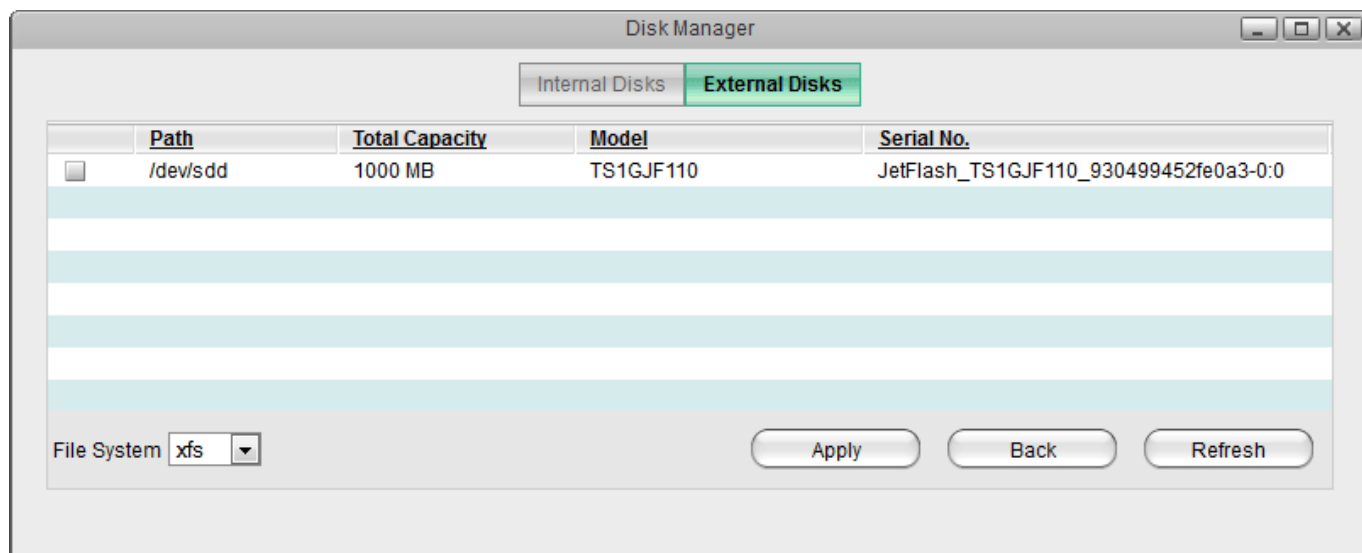 Disk Manager
Internal Disks External Disks
Path Total Capacity Model Serial No.
/dev/sdd 1000 MB TS1GJF110 JetFlash_TS1GJF110_930499452fe0a3-0:0
File System xfs Apply Back Refresh